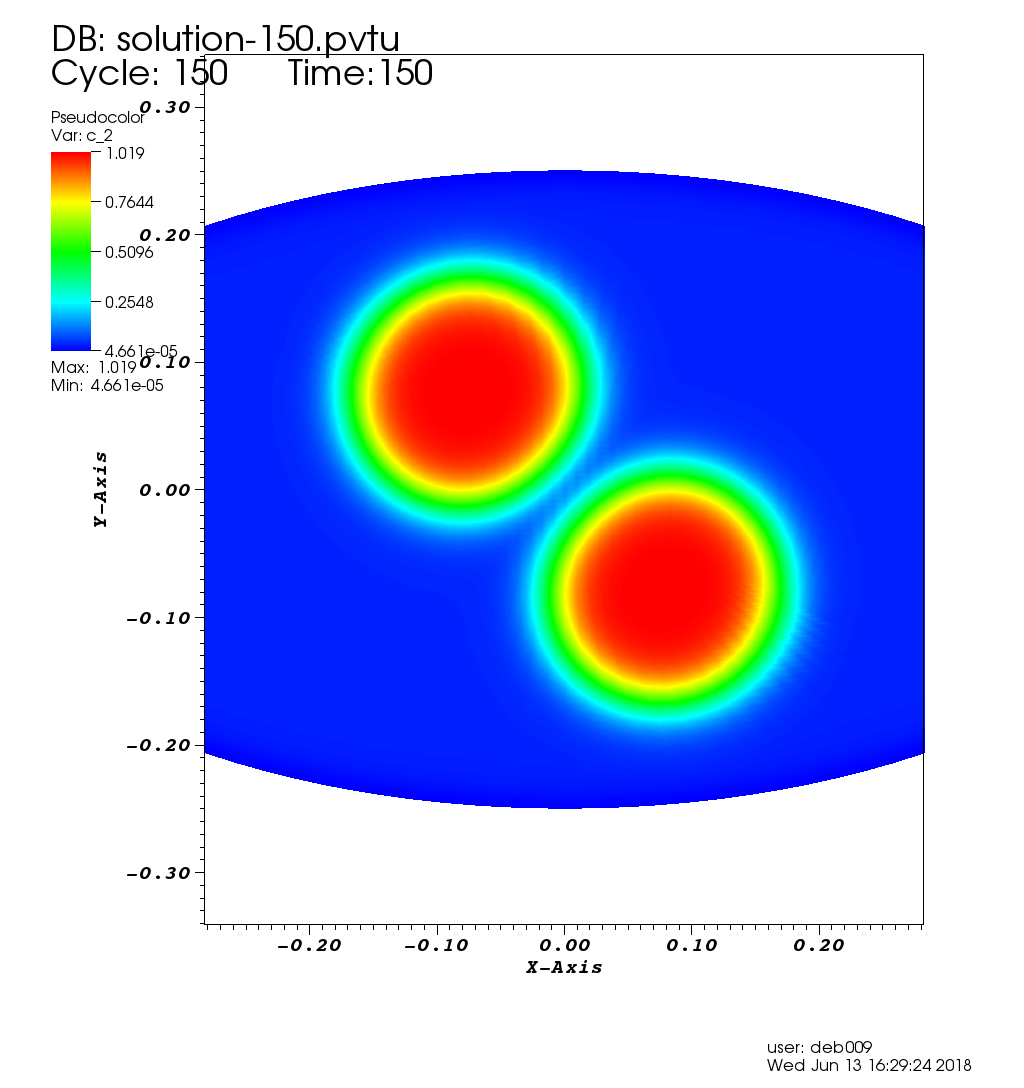 DB: solution-150.pvtu
Cycle: 150 Time:150
Pseudocolor
Var: c_2
1.019
0.7644
0.5096
0.2548
4.661e-05
Max: 1.019
Min: 4.661e-05
0.30
0.20
0.10
0.00
-0.10
-0.20
-0.30
Y-Axis
-0.20 -0.10 0.00 0.10 0.20
X-Axis
user: deb009
Wed Jun 13 16:29:24 2018